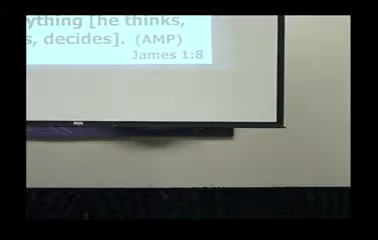 ything [he thinks,
s, decides]. (AMP)
James 1:8